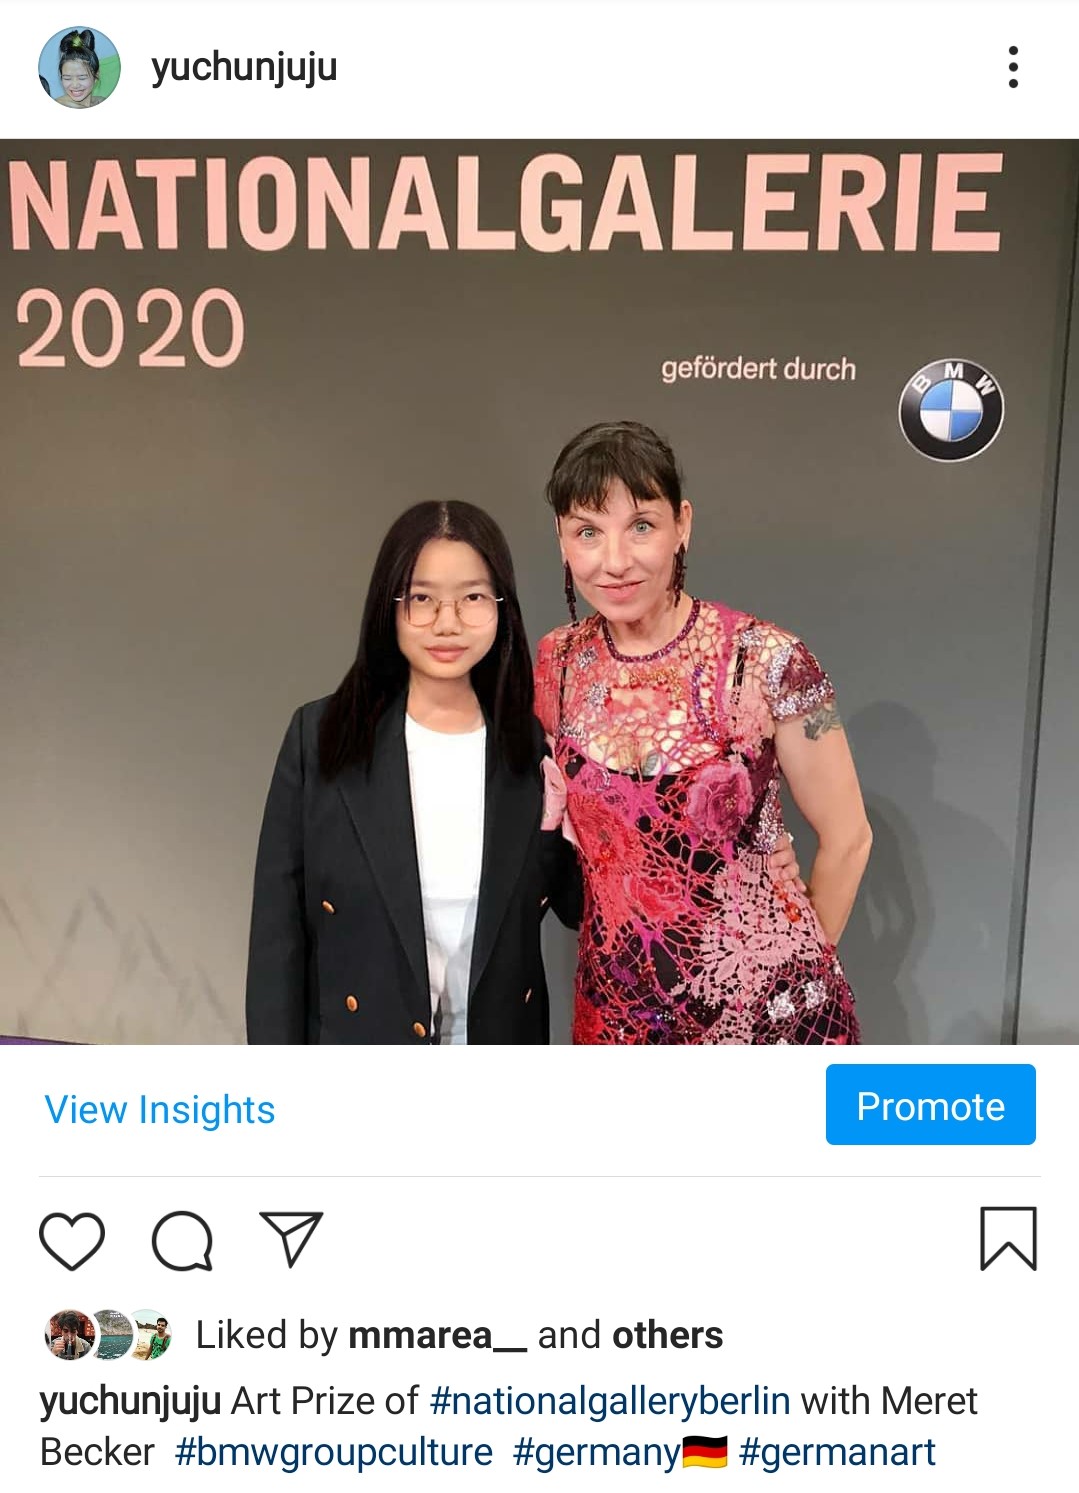 yuchunjuju
NATIONALGALERIE
2020
gefördert durch
BMW
View Insights
Promote
Liked by mmarea__ and others
yuchunjuju Art Prize of #nationalgalleryberlin with Meret
Becker #bmwgroupculture #germany🇩🇪 #germanart